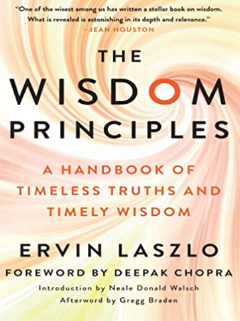 "One of the wisest among us has written a stellar book on wisdom.
What is revealed is astonishing in its depth and relevance."
-JEAN HOUSTON
THE
WISDOM
PRINCIPLES
A HANDBOOK OF
TIMELESS TRUTHS AND
TIMELY WISDOM
ERVIN LASZLO
FOREWORD BY DEEPAK CHOPRA
Introduction by Neale Donald Walsch
Afterword by Gregg Braden